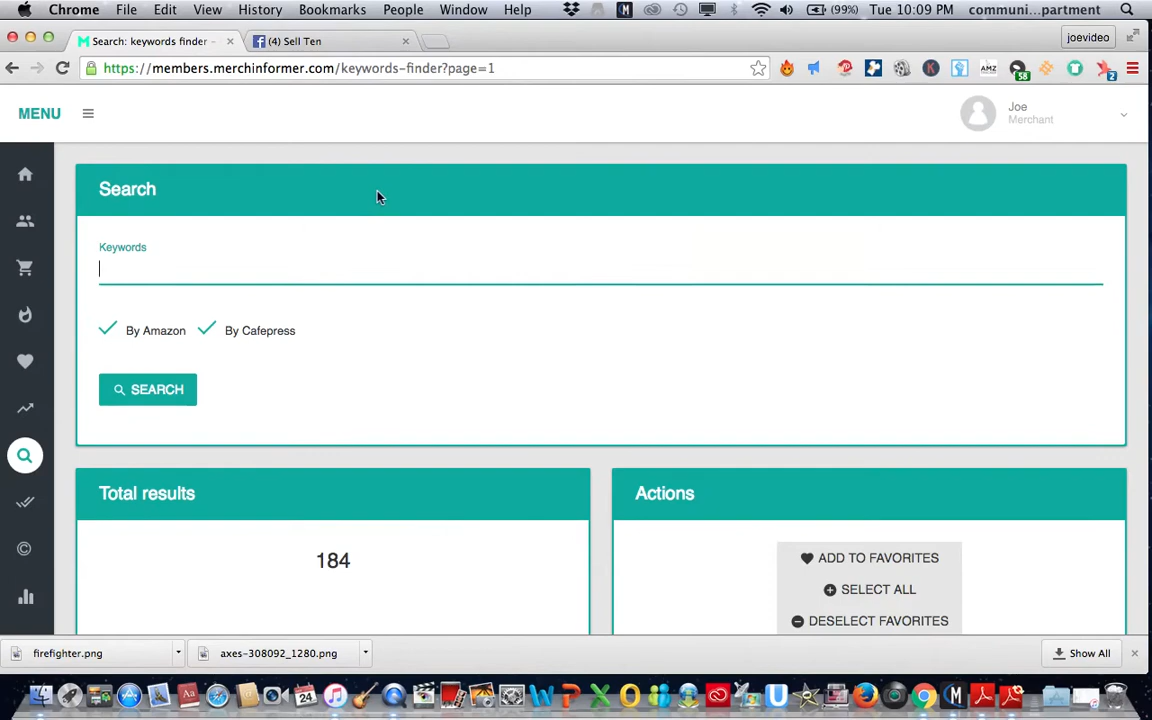 Chrome File Edit View History Bookmarks People Window Help (99%) Tue 10:09 PM communi...partment
Search: keywords finder - (4) Sell Ten joevideo
https://members.merchinformer.com/keywords-finder?page=1 K AMZ 58 2
MENU Joe
Merchant
Search
Keywords
By Amazon By Cafepress
SEARCH
Total results Actions
184 ADD TO FAVORITES
SELECT ALL
DESELECT FAVORITES
firefighter.png axes-308092_1280.png Show All